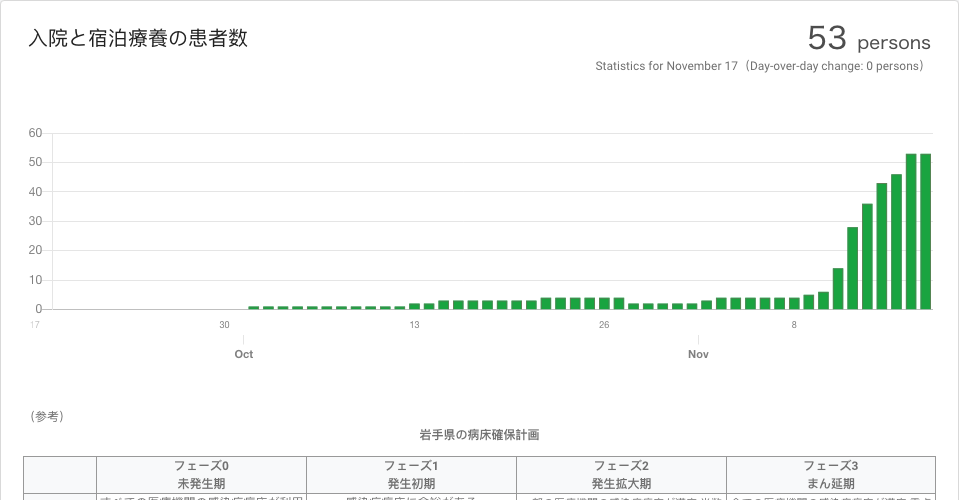 入院と宿泊療養の患者数
53 persons
Statistics for November 17（Day-over-day change: 0 persons）
60
50
40
30
20
10
0
17 30 13 26 8
Oct Nov
（参考）
岩手県の病床確保計画
フェーズ0 フェーズ1 フェーズ2 フェーズ3
未発生期 発生初期 発生拡大期 まん延期